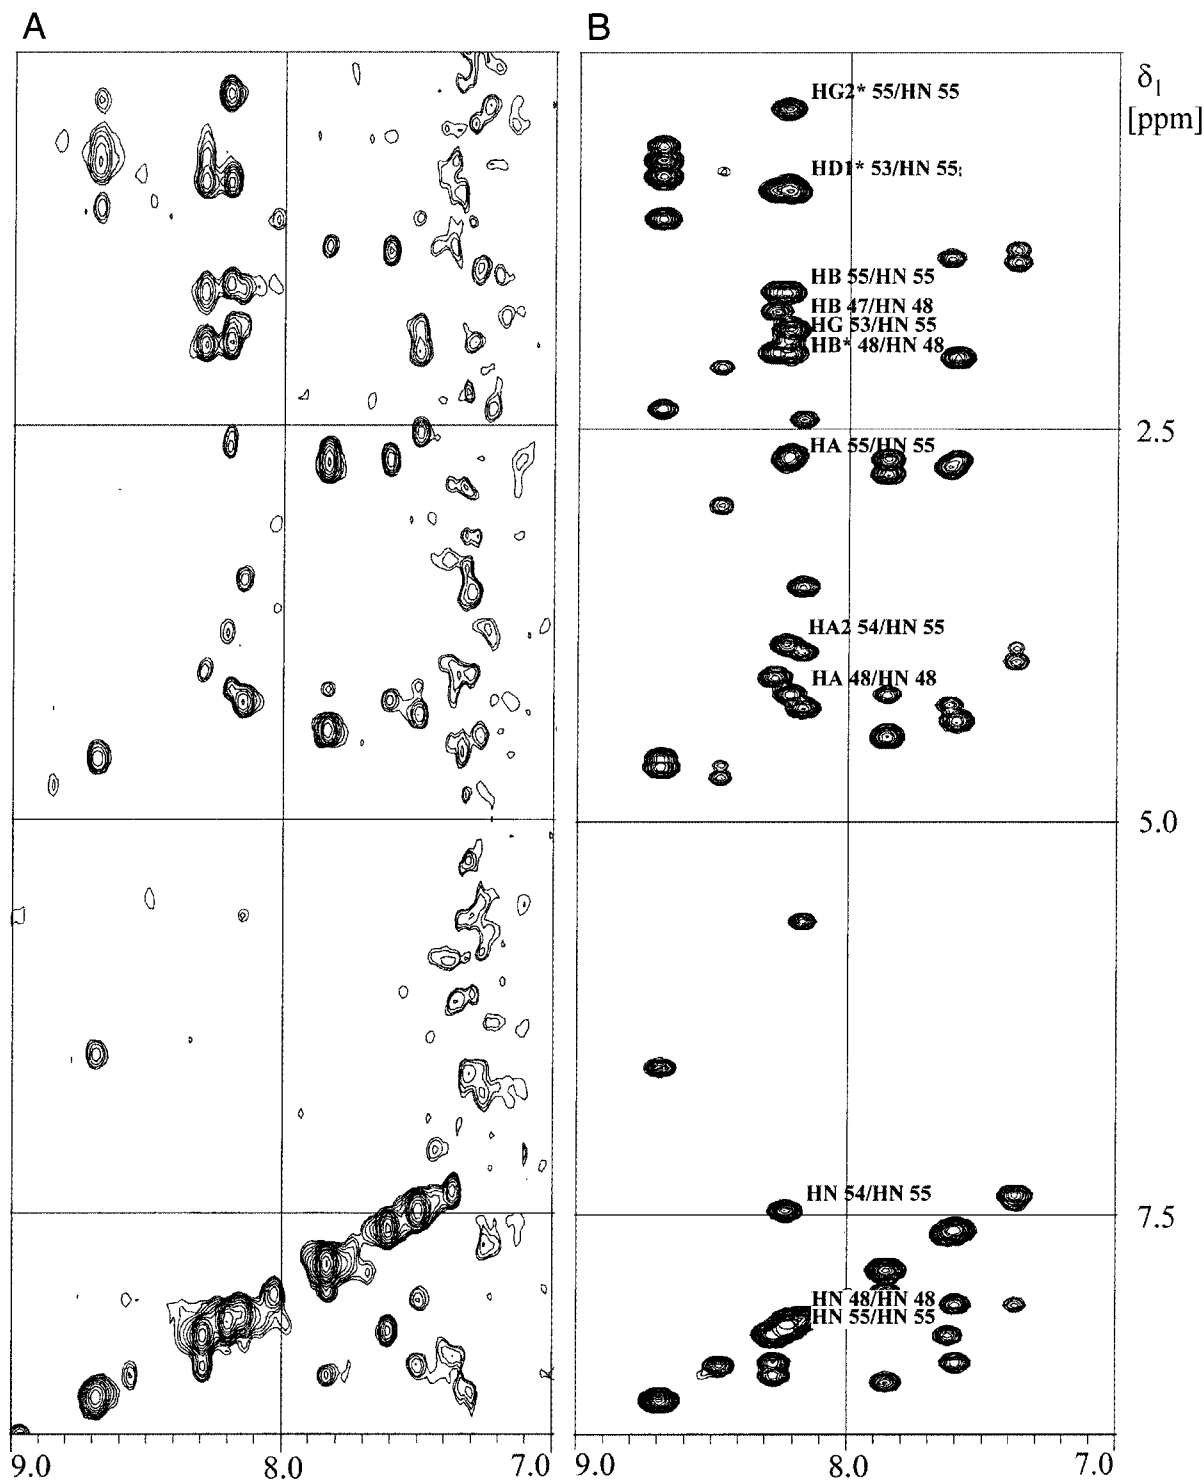 A
B
δ1
[ppm]
HG2* 55/HN 55
HD1* 53/HN 55
HB 55/HN 55
HB 47/HN 48
HG 53/HN 55
HB* 48/HN 48
2.5
HA 55/HN 55
HA2 54/HN 55
HA 48/HN 48
5.0
HN 54/HN 55
7.5
HN 48/HN 48
HN 55/HN 55
9.0 8.0 7.0 8.0 7.0